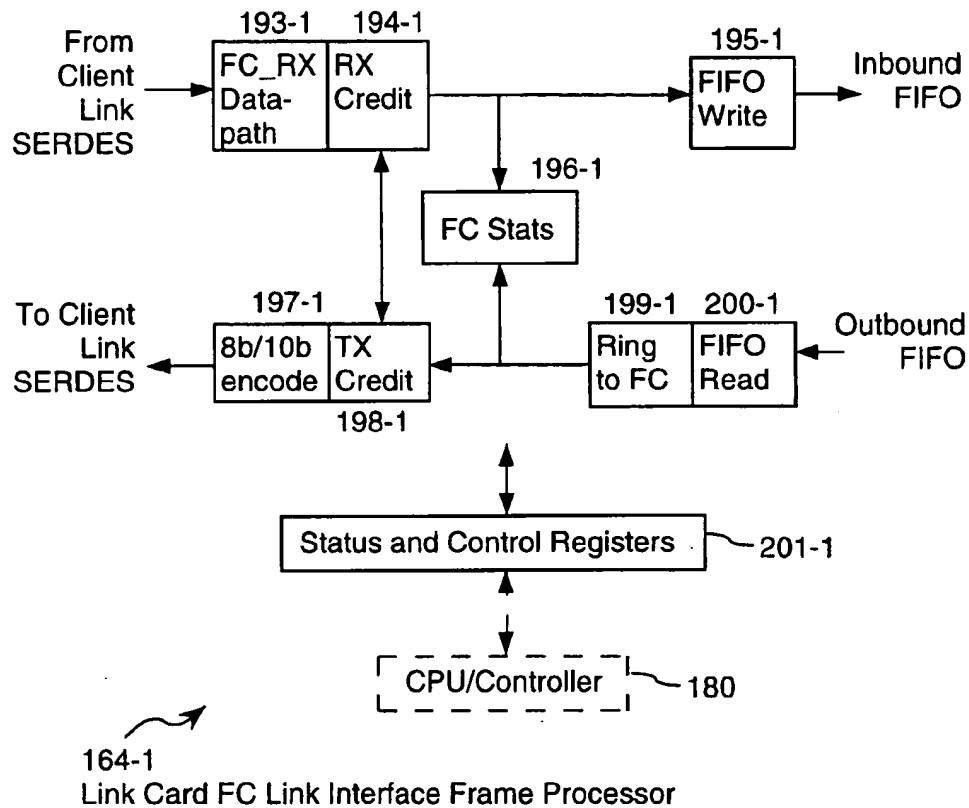 193-1 194-1
From
Client
Link
SERDES
FC_RX
Data-
path
RX
Credit
195-1
FIFO
Write
Inbound
FIFO
196-1
FC Stats
To Client
Link
SERDES
197-1
8b/10b
encode
TX
Credit
198-1
199-1 200-1
Ring
to FC
FIFO
Read
Outbound
FIFO
Status and Control Registers
201-1
CPU/Controller
180
164-1
Link Card FC Link Interface Frame Processor